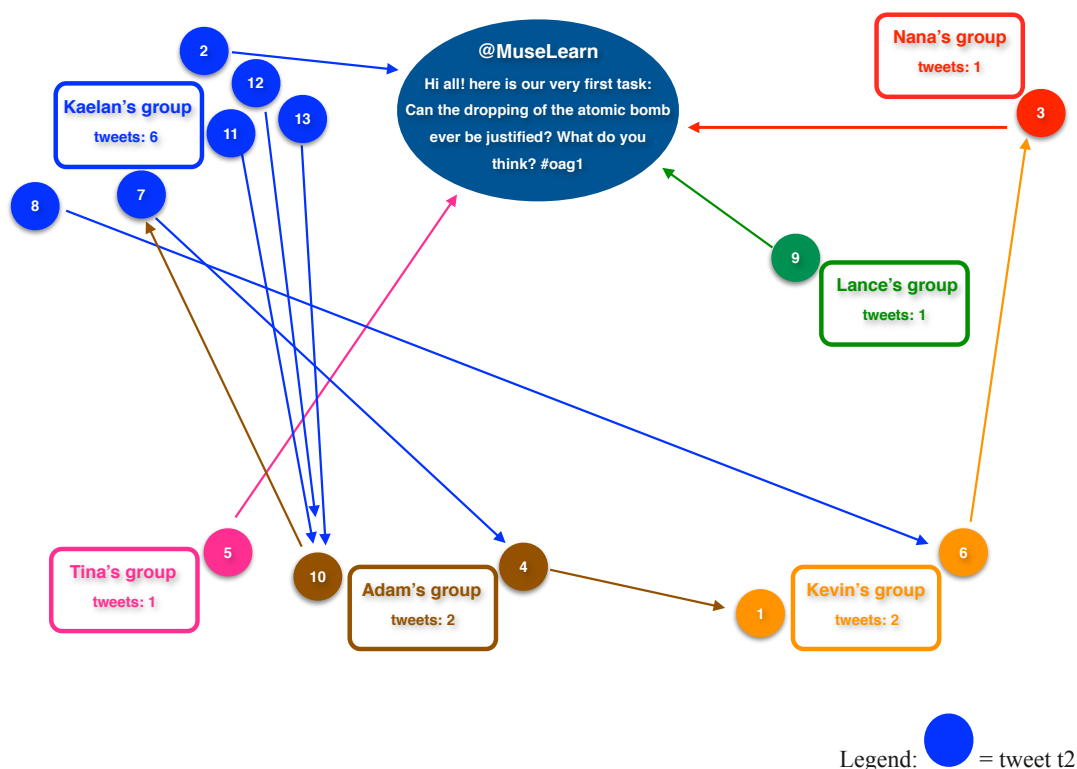 2
@MuseLearn
Hi all! here is our very first task:
Can the dropping of the atomic bomb
ever be justified? What do you
think? #oag1
Nana's group
tweets: 1
3
12
13
11
Kaelan's group
tweets: 6
7
8
9
Lance's group
tweets: 1
5
Tina's group
tweets: 1
10
Adam's group
tweets: 2
4
1
Kevin's group
tweets: 2
6
Legend: = tweet t2